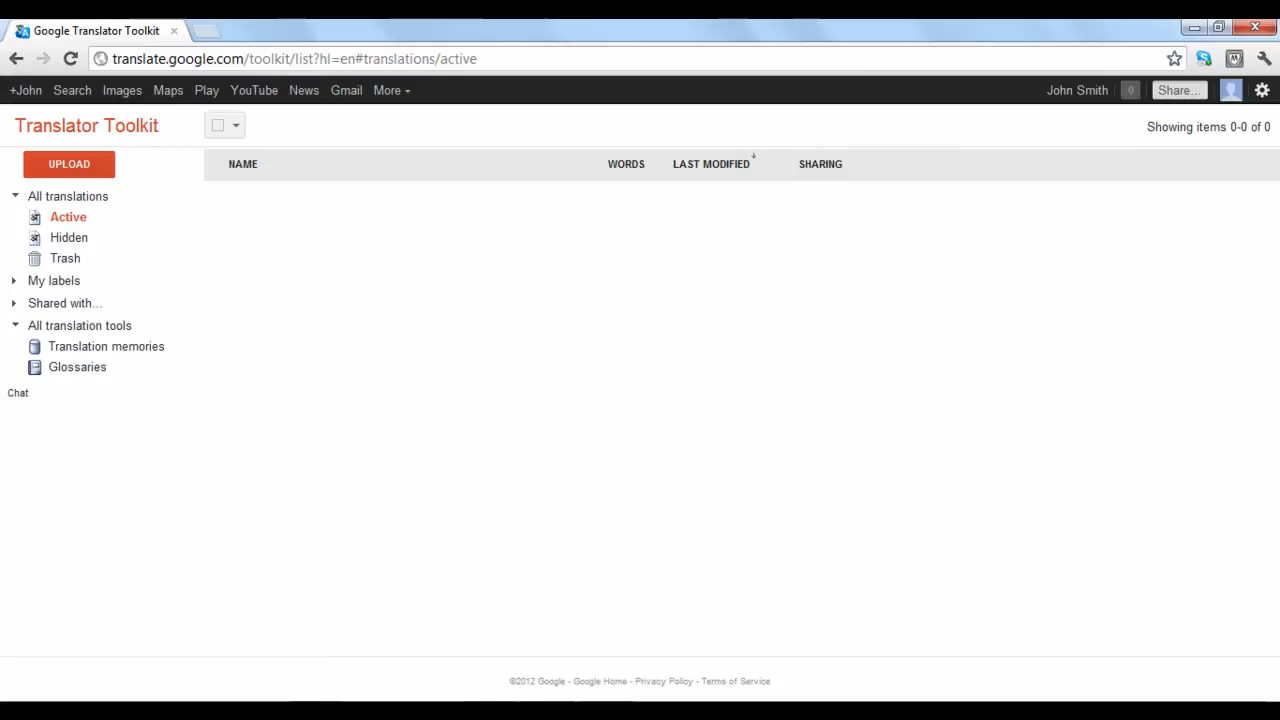 Google Translator Toolkit
translate.google.com/toolkit/list?hl=en#translations/active
+John Search Images Maps Play YouTube News Gmail More John Smith 0 Share...
Translator Toolkit
Showing items 0-0 of 0
UPLOAD
NAME WORDS LAST MODIFIED SHARING
All translations
Active
Hidden
Trash
My labels
Shared with...
All translation tools
Translation memories
Glossaries
Chat
©2012 Google - Google Home - Privacy Policy - Terms of Service